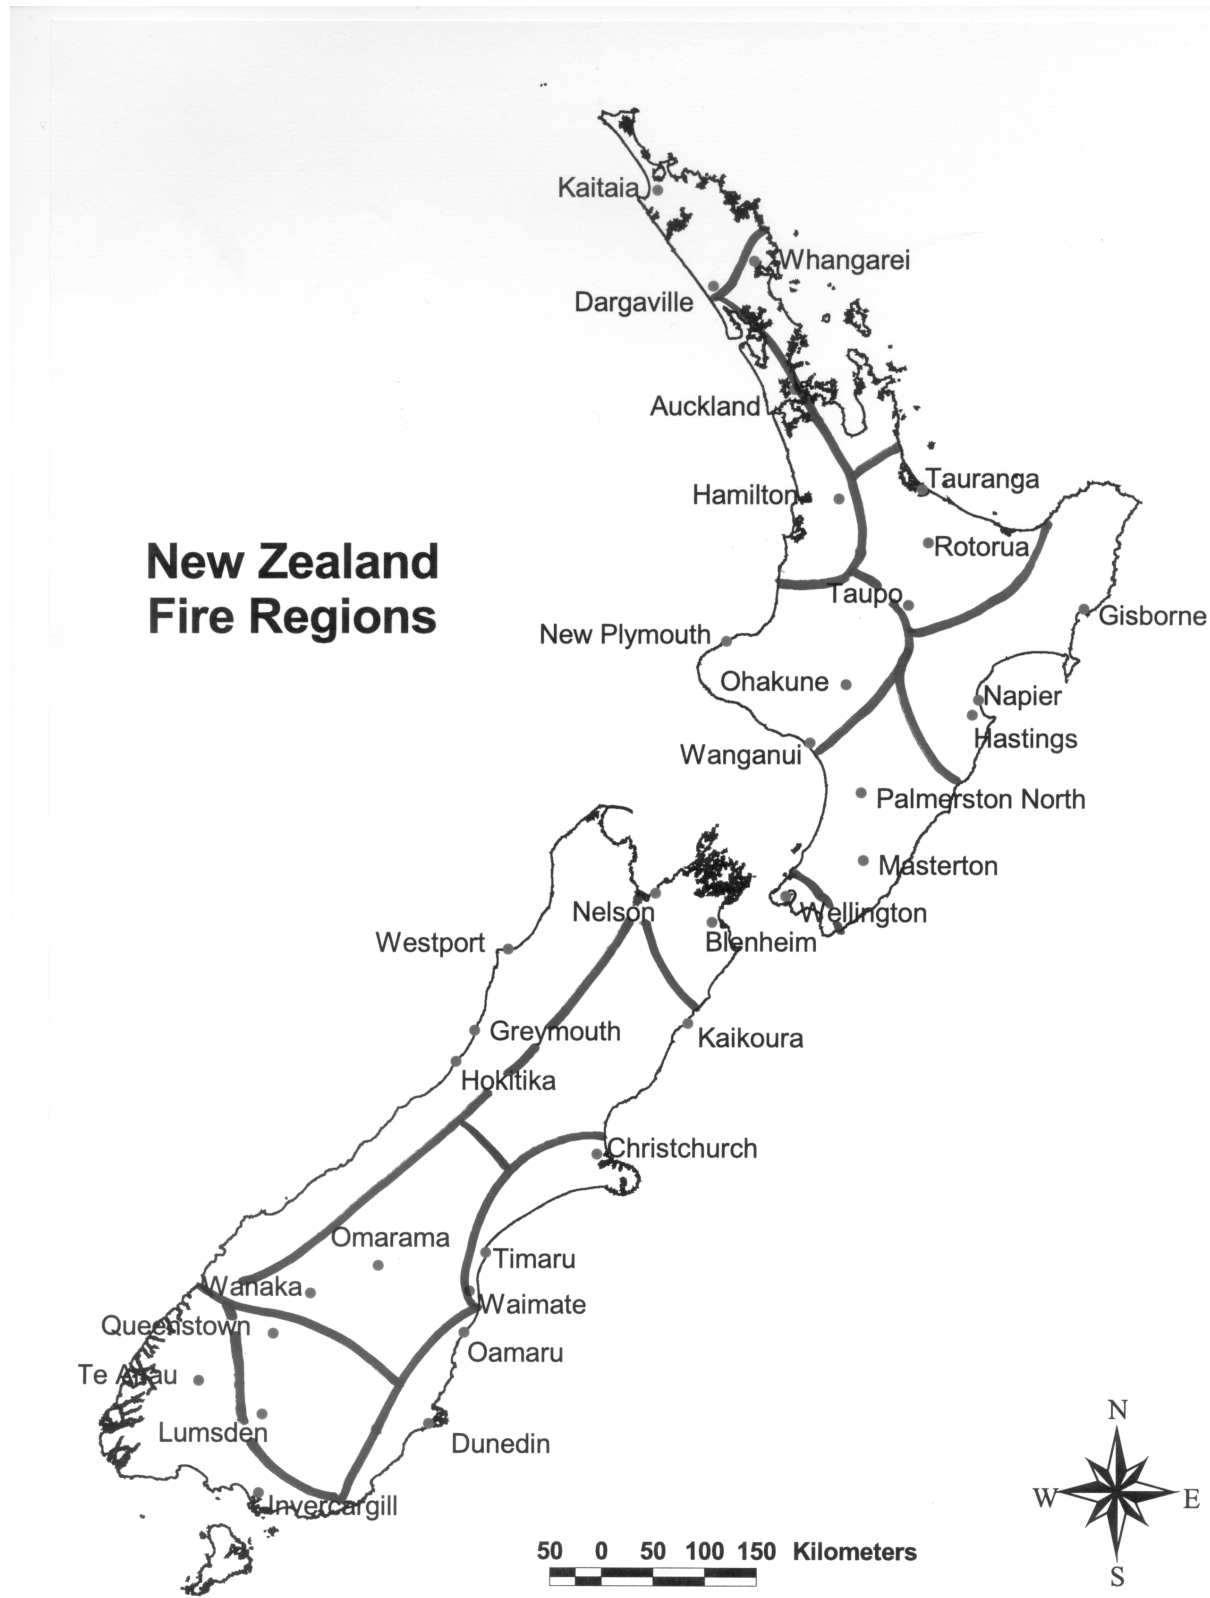 Kaitaia
Whangarei
Dargaville
Auckland
Tauranga
Hamilton
New Zealand
Fire Regions
Rotorua
Taupo
Gisborne
New Plymouth
Ohakune
Napier
Hastings
Wanganui
Palmerston North
Masterton
Nelson
Wellington
Westport
Blenheim
Greymouth
Kaikoura
Hokitika
Christchurch
Omarama
Timaru
Wanaka
Waimate
Queenstown
Oamaru
Te Anau
N
Lumsden
Dunedin
W E
Invercargill
50 0 50 100 150 Kilometers
S